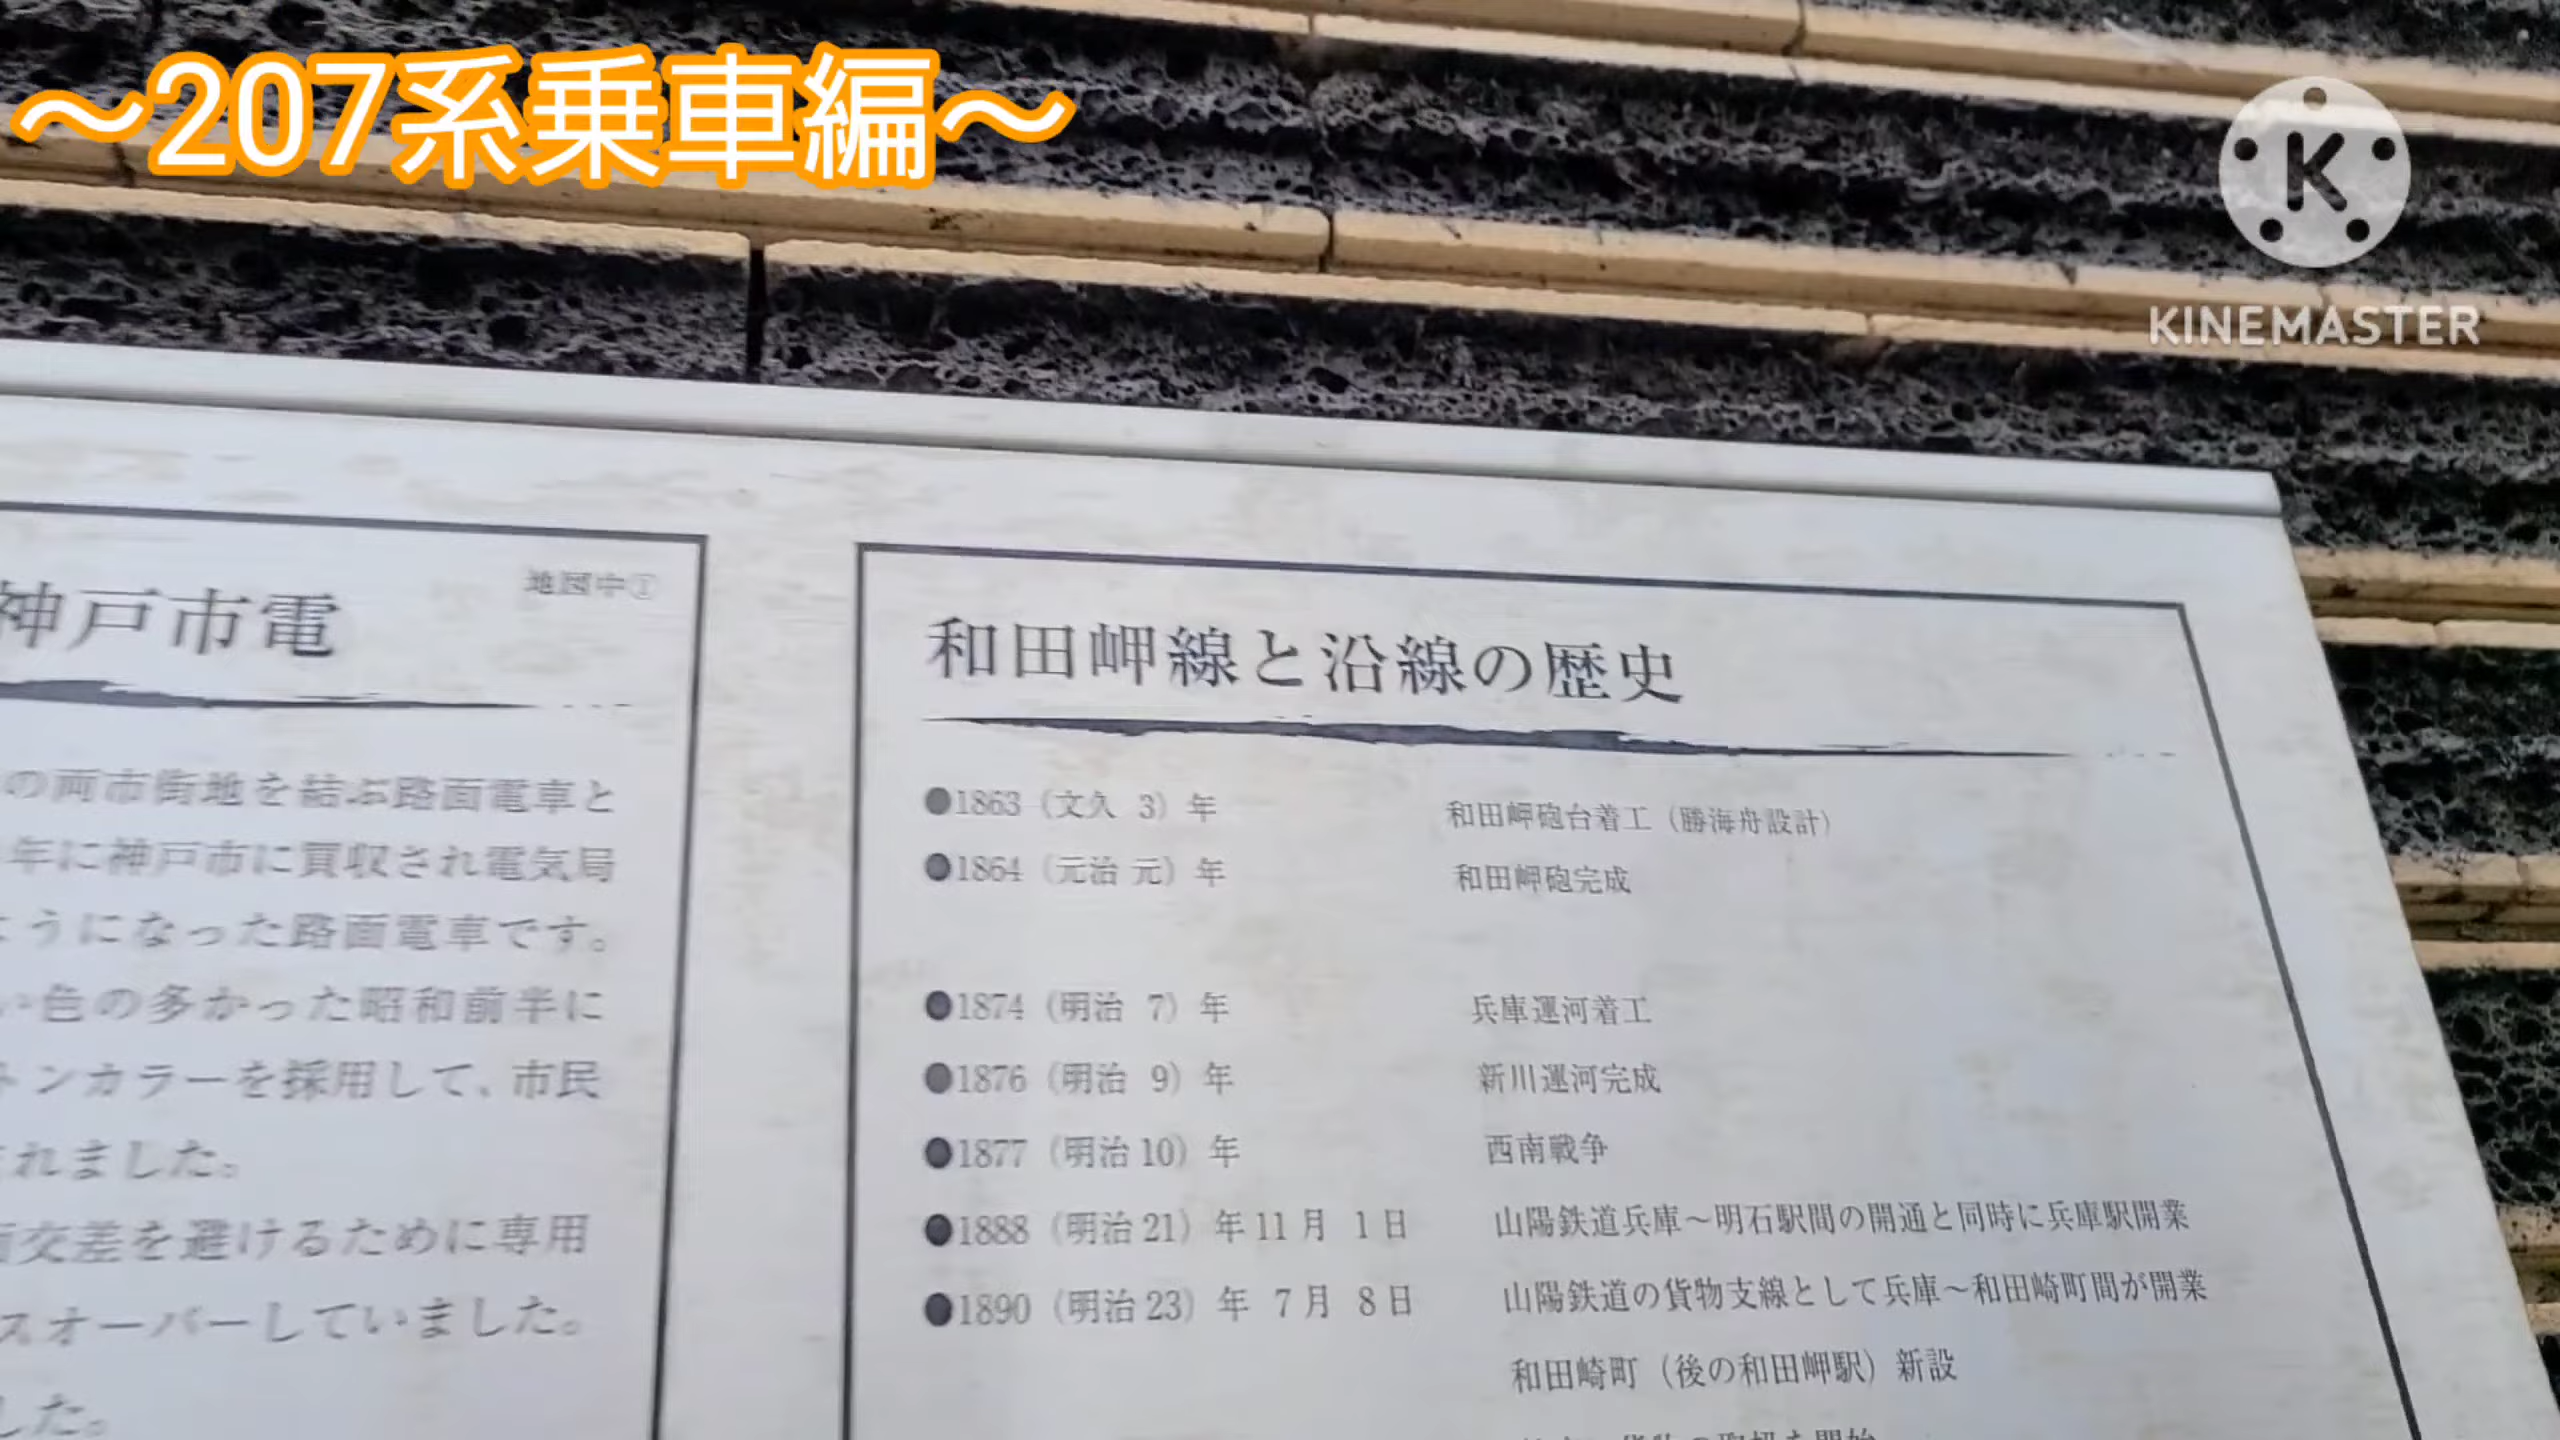 〜207系乗車編〜
KINEMASTER
神戸市電
地図中①
の両市街地を結ぶ路面電車と
年に神戸市に買収され電気局
ようになった路面電車です。
い色の多かった昭和前半に
トンカラーを採用して、市民
れました。
交差を避けるために専用
スオーバーしていました。
した。
和田岬線と沿線の歴史
●1863（文久 3）年 和田岬砲台着工（勝海舟設計）
●1864（元治 元）年 和田岬砲完成
●1874（明治 7）年 兵庫運河着工
●1876（明治 9）年 新川運河完成
●1877（明治10）年 西南戦争
●1888（明治21）年11月 1日 山陽鉄道兵庫〜明石駅間の開通と同時に兵庫駅開業
●1890（明治23）年 7月 8日 山陽鉄道の貨物支線として兵庫〜和田崎町間が開業
和田崎町（後の和田岬駅）新設